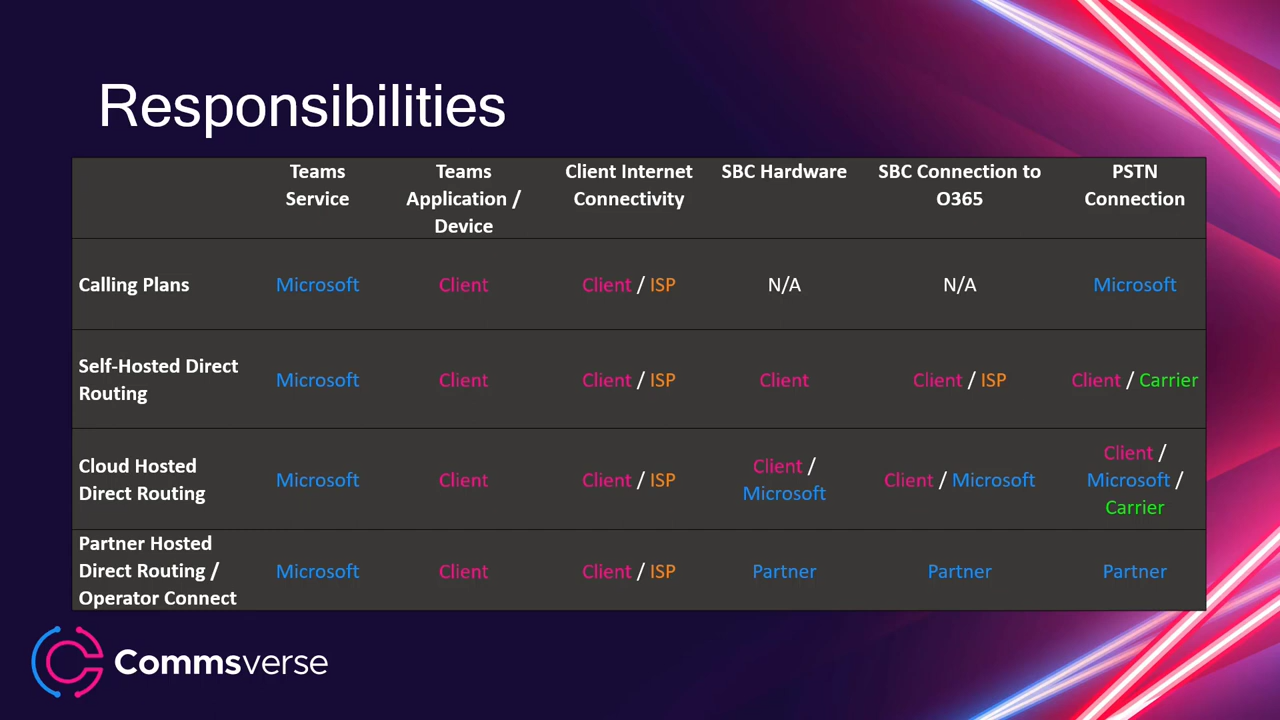 Responsibilities
Teams Service
Teams Application / Device
Client Internet Connectivity
SBC Hardware
SBC Connection to O365
PSTN Connection
Calling Plans
Microsoft
Client
Client / ISP
N/A
N/A
Microsoft
Self-Hosted Direct Routing
Microsoft
Client
Client / ISP
Client
Client / ISP
Client / Carrier
Cloud Hosted Direct Routing
Microsoft
Client
Client / ISP
Client / Microsoft
Client / Microsoft
Client / Microsoft / Carrier
Partner Hosted Direct Routing / Operator Connect
Microsoft
Client
Client / ISP
Partner
Partner
Partner
Commsverse